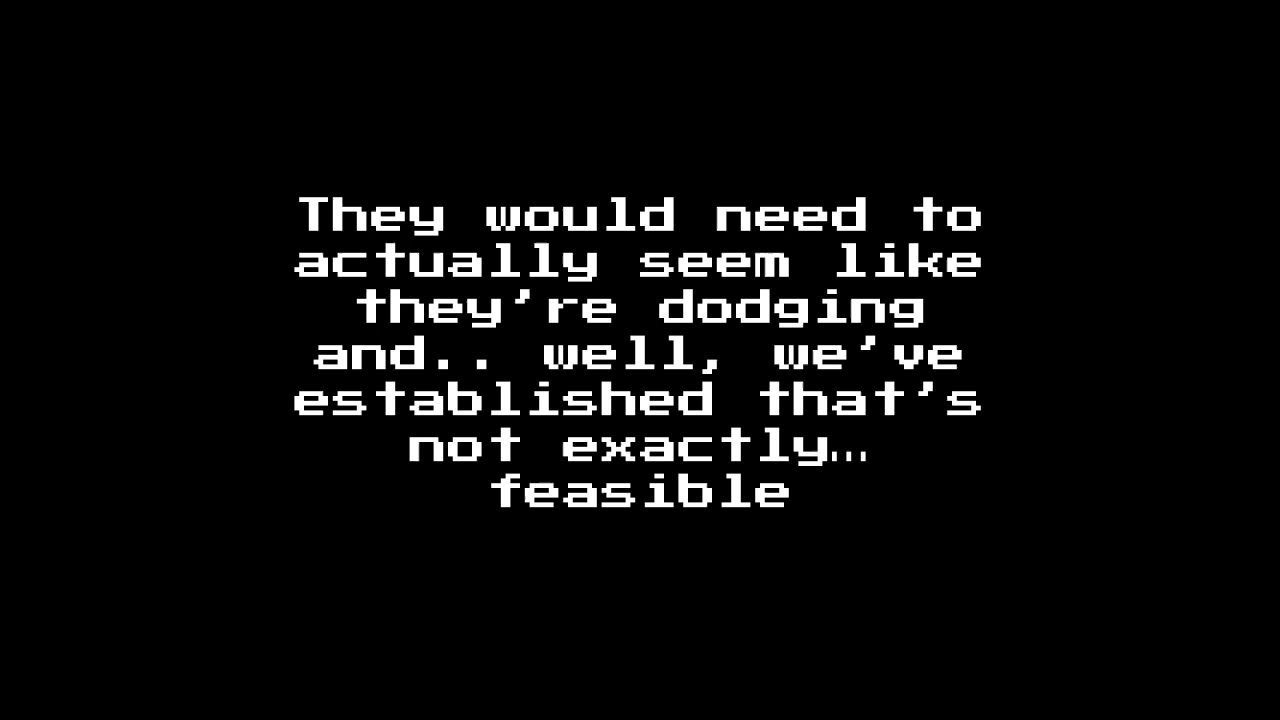 They would need to
actually seem like
they're dodging
and.. well, we've
established that's
not exactly…
feasible